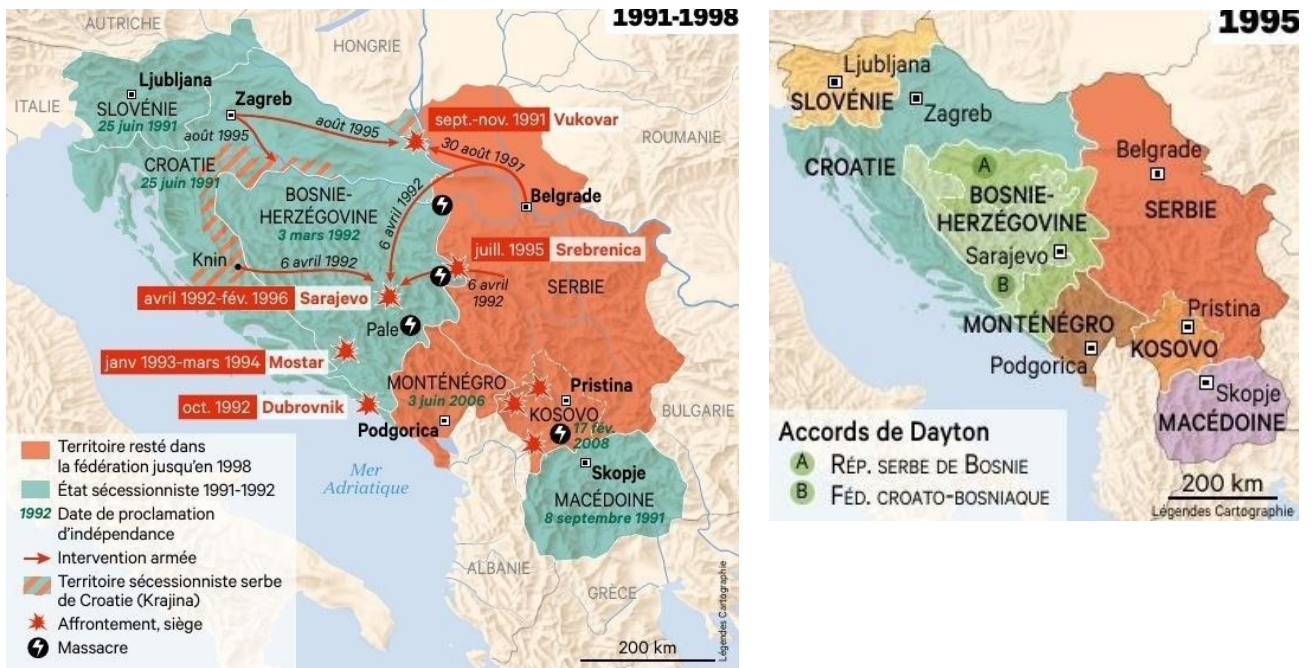 1991-1998
AUTRICHE
HONGRIE
ITALIE
ROUMANIE
Ljubljana
SLOVÉNIE
25 juin 1991
Zagreb
août 1995
août 1995
sept.-nov. 1991 Vukovar
30 août 1991
CROATIE
25 juin 1991
BOSNIE-
HERZÉGOVINE
3 mars 1992
6 avril 1992
Belgrade
Knin
6 avril 1992
juill. 1995 Srebrenica
6 avril
1992
SERBIE
avril 1992-fév. 1996 Sarajevo
Pale
janv 1993-mars 1994 Mostar
oct. 1992 Dubrovnik
MONTÉNÉGRO
3 juin 2006
Podgorica
Pristina
KOSOVO
17 fév.
2008
BULGARIE
Skopje
MACÉDOINE
8 septembre 1991
Mer
Adriatique
ALBANIE
GRÈCE
Territoire resté dans
la fédération jusqu'en 1998
État sécessionniste 1991-1992
1992 Date de proclamation
d'indépendance
Intervention armée
Territoire sécessionniste serbe
de Croatie (Krajina)
Affrontement, siège
Massacre
200 km
Légendes Cartographie
1995
Ljubljana
SLOVÉNIE
Zagreb
CROATIE
A
BOSNIE-
HERZÉGOVINE
Sarajevo
B
Belgrade
SERBIE
MONTÉNÉGRO
Podgorica
Pristina
KOSOVO
Skopje
MACÉDOINE
Accords de Dayton
A RÉP. SERBE DE BOSNIE
B FÉD. CROATO-BOSNIAQUE
200 km
Légendes Cartographie